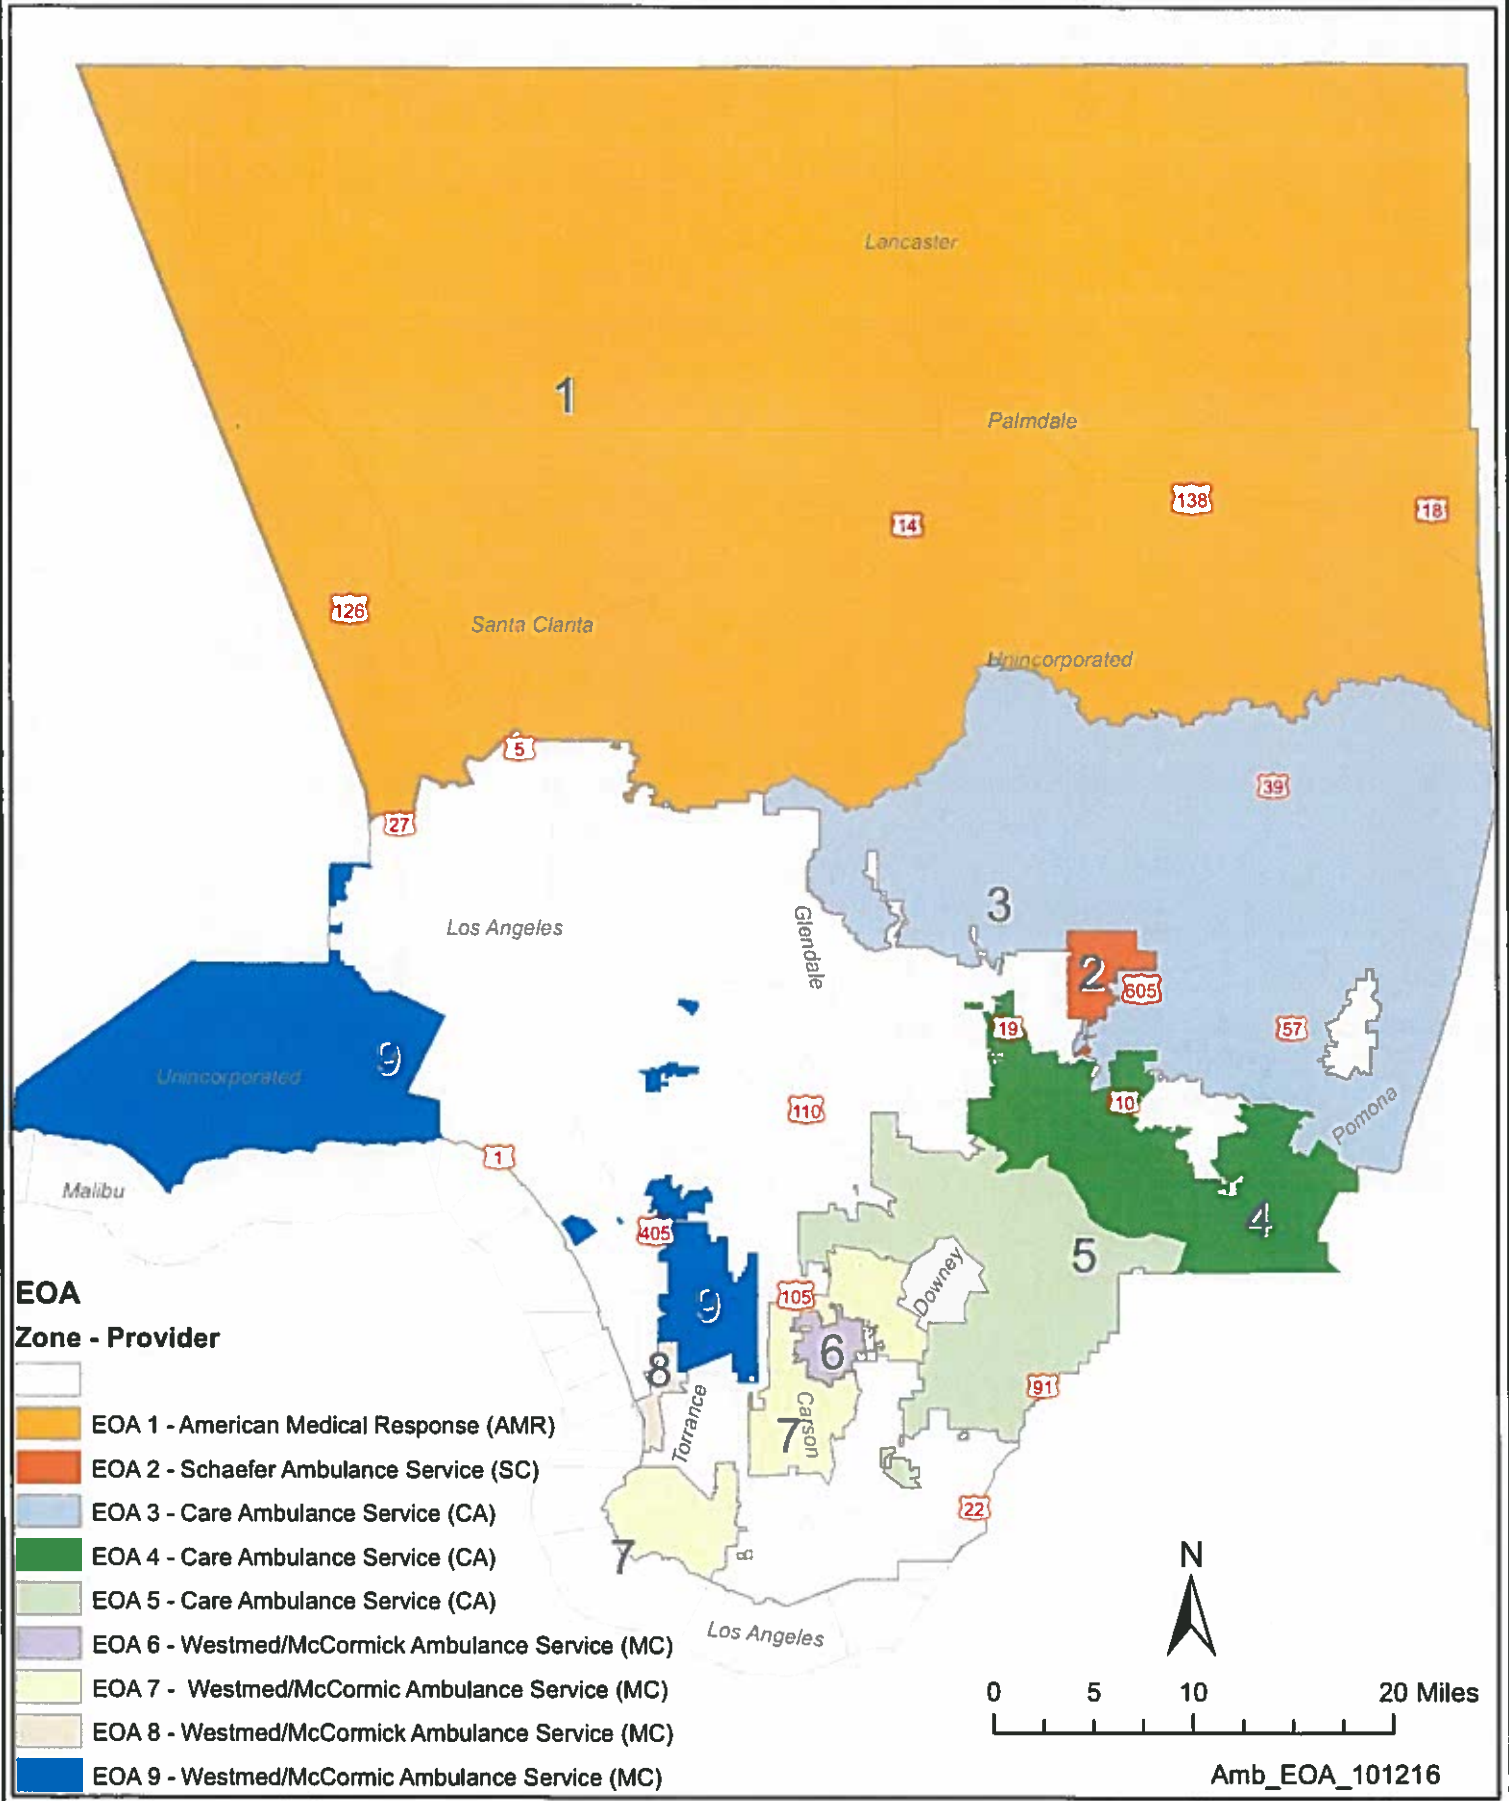 Lancaster
1
Palmdale
138
18
14
126
Santa Clarita
Unincorporated
5
39
27
3
Los Angeles
Glendale
2
605
19
57
9
Unincorporated
110
10
Pomona
1
Malibu
4
405
5
Downey
105
9
6
8
91
Torrance
Carson
7
22
7
Los Angeles
EOA
Zone - Provider
EOA 1 - American Medical Response (AMR)
EOA 2 - Schaefer Ambulance Service (SC)
EOA 3 - Care Ambulance Service (CA)
EOA 4 - Care Ambulance Service (CA)
EOA 5 - Care Ambulance Service (CA)
EOA 6 - Westmed/McCormick Ambulance Service (MC)
EOA 7 - Westmed/McCormic Ambulance Service (MC)
EOA 8 - Westmed/McCormick Ambulance Service (MC)
EOA 9 - Westmed/McCormic Ambulance Service (MC)
N
0 5 10 20 Miles
Amb_EOA_101216